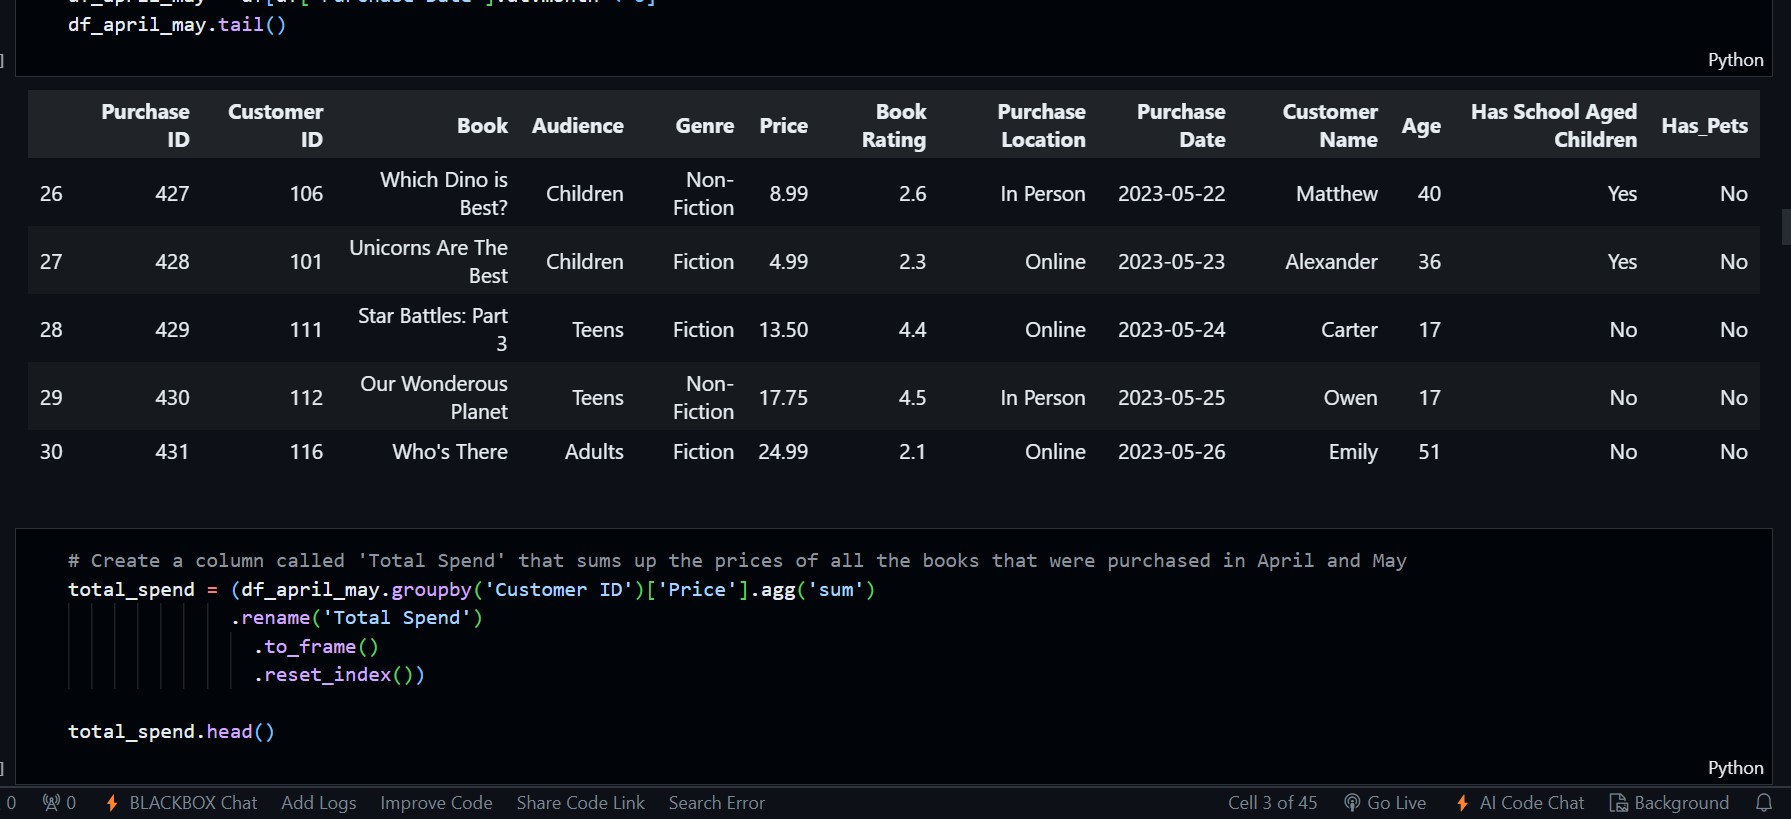 df_april_may = df[df['Purchase Date'].dt.month < 6]
df_april_may.tail()
]
Python
Purchase ID Customer ID Book Audience Genre Price Book Rating Purchase Location Purchase Date Customer Name Age Has School Aged Children Has_Pets
26 427 106 Which Dino is Best? Children Non-Fiction 8.99 2.6 In Person 2023-05-22 Matthew 40 Yes No
27 428 101 Unicorns Are The Best Children Fiction 4.99 2.3 Online 2023-05-23 Alexander 36 Yes No
28 429 111 Star Battles: Part 3 Teens Fiction 13.50 4.4 Online 2023-05-24 Carter 17 No No
29 430 112 Our Wonderous Planet Teens Non-Fiction 17.75 4.5 In Person 2023-05-25 Owen 17 No No
30 431 116 Who's There Adults Fiction 24.99 2.1 Online 2023-05-26 Emily 51 No No
# Create a column called 'Total Spend' that sums up the prices of all the books that were purchased in April and May
total_spend = (df_april_may.groupby('Customer ID')['Price'].agg('sum')
.rename('Total Spend')
.to_frame()
.reset_index())
total_spend.head()
]
Python
0 0 BLACKBOX Chat Add Logs Improve Code Share Code Link Search Error Cell 3 of 45 Go Live AI Code Chat Background